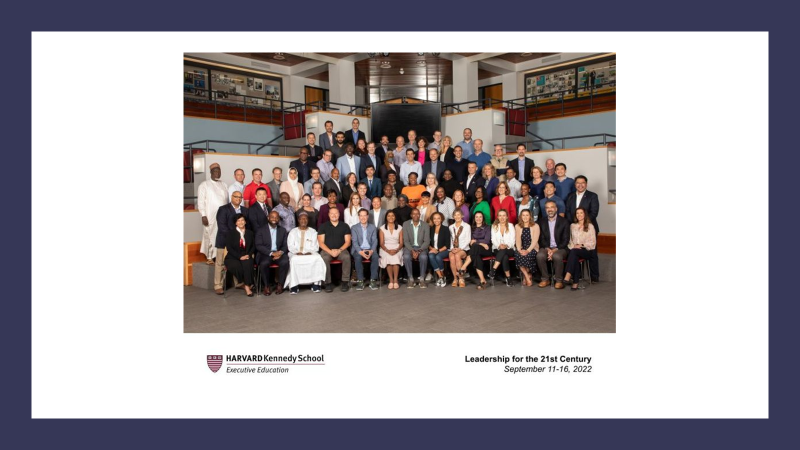 HARVARD Kennedy School
Executive Education
Leadership for the 21st Century
September 11-16, 2022